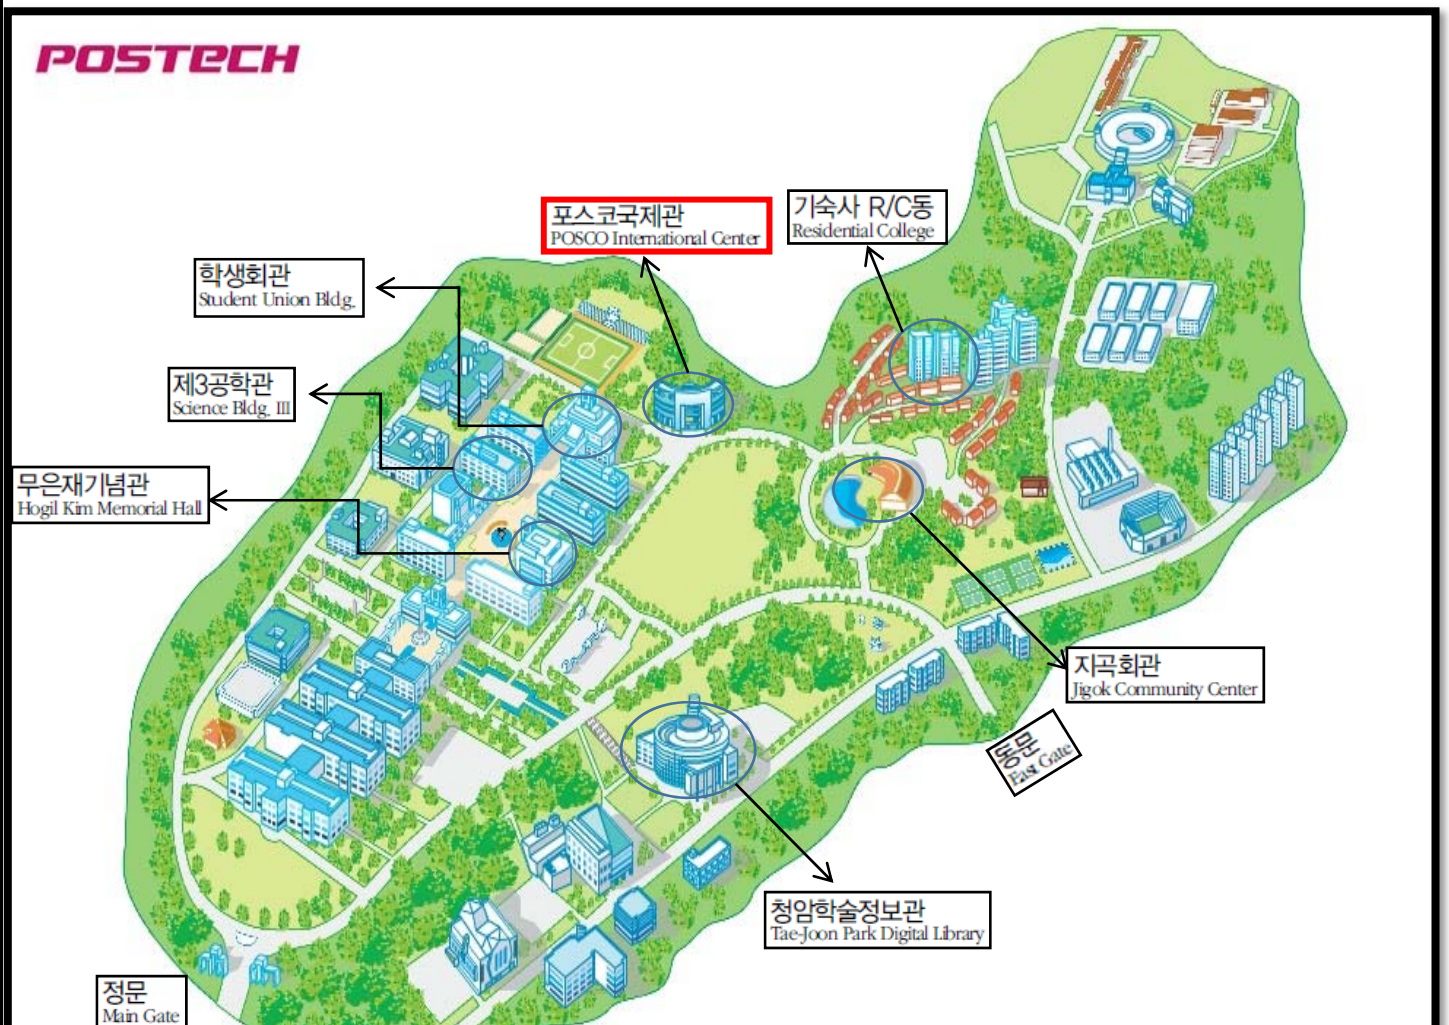 POSTECH
포스코국제관
POSCO International Center
기숙사 R/C동
Residential College
학생회관
Student Union Bldg.
제3공학관
Science Bldg. III
무은재기념관
Hogil Kim Memorial Hall
지곡회관
Jigok Community Center
동문
East Gate
청암학술정보관
Tae-Joon Park Digital Library
정문
Main Gate